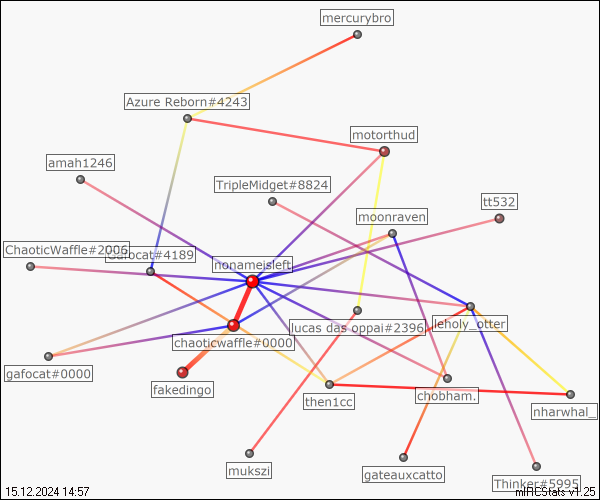 mercurybro
Azure Reborn#4243
motorthud
amah1246
TripleMidget#8824
tt532
moonraven
ChaoticWaffle#2006
Gafocat#4189
nonameisleft
lucas das oppai#2396
leholy_otter
chaoticwaffle#0000
gafocat#0000
fakedingo
then1cc
chobham.
nharwhal_
mukszi
gateauxcatto
Thinker#5995
15.12.2024 14:57
mIRCStats v1.25